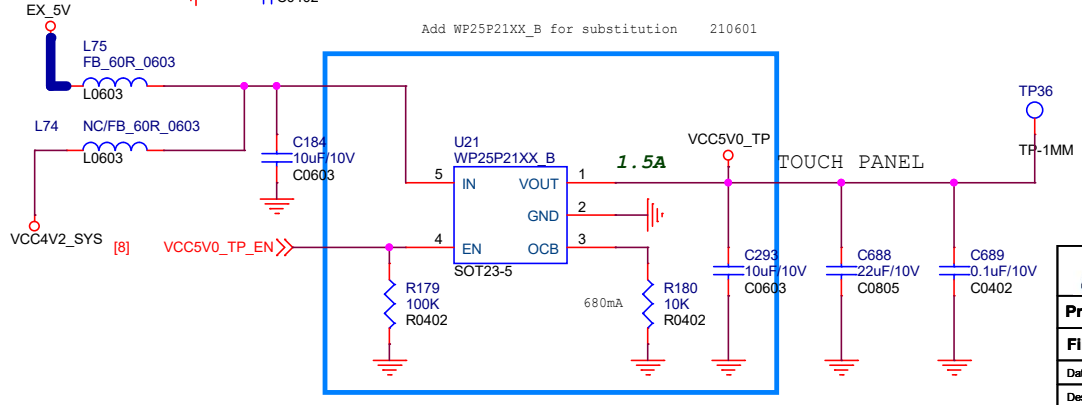 EX_5V
Add WP25P21XX_B for substitution 210601
L75
FB_60R_0603
L0603
L74 NC/FB_60R_0603
L0603
C184
10uF/10V
C0603
VCC4V2_SYS
[8] VCC5V0_TP_EN
R179
100K
R0402
U21
WP25P21XX_B
5 IN VOUT 1
GND 2
4 EN OCB 3
SOT23-5
1.5A
VCC5V0_TP
TOUCH PANEL
TP36
TP-1MM
680mA
R180
10K
R0402
C293
10uF/10V
C0603
C688
22uF/10V
C0805
C689
0.1uF/10V
C0402